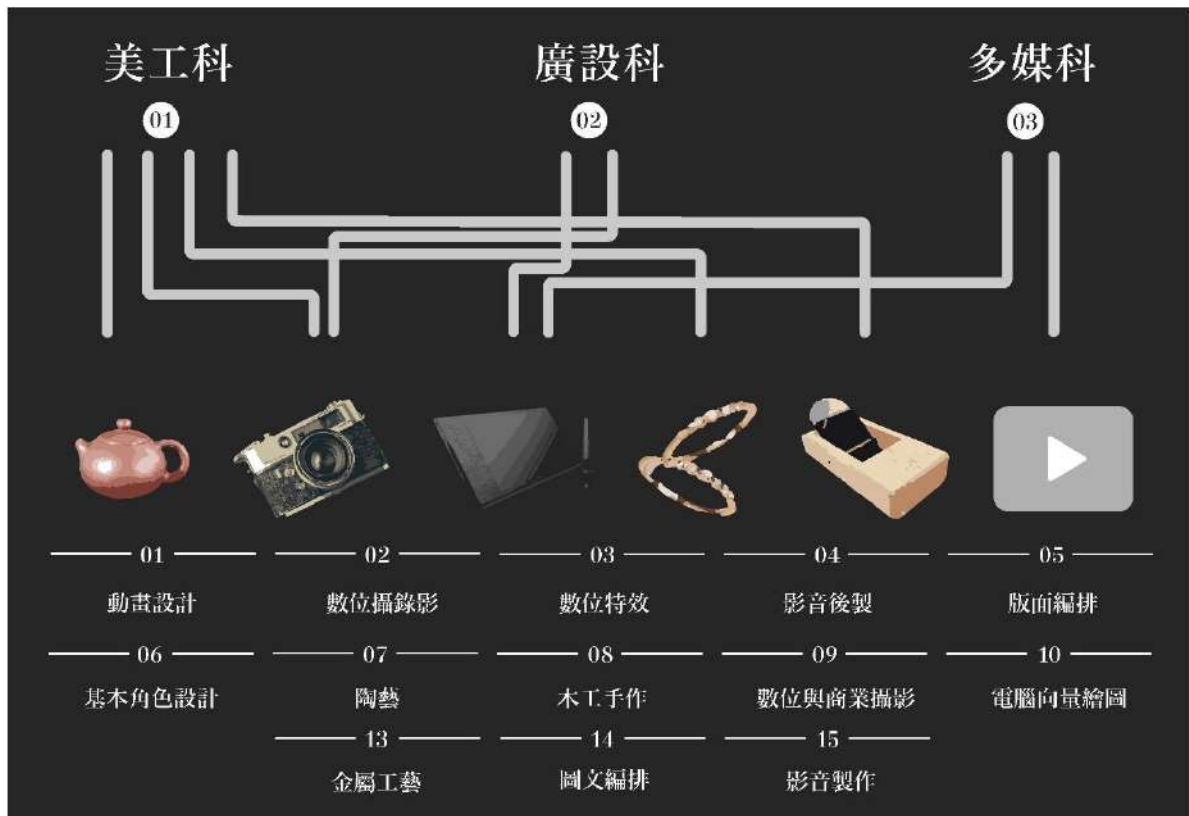 美工科 廣設科 多媒科
01 02 03
01 02 03 04 05
動畫設計 數位攝錄影 數位特效 影音後製 版面編排
06 07 08 09 10
基本角色設計 陶藝 木工手作 數位與商業攝影 電腦向量繪圖
13 14 15
金屬工藝 圖文編排 影音製作